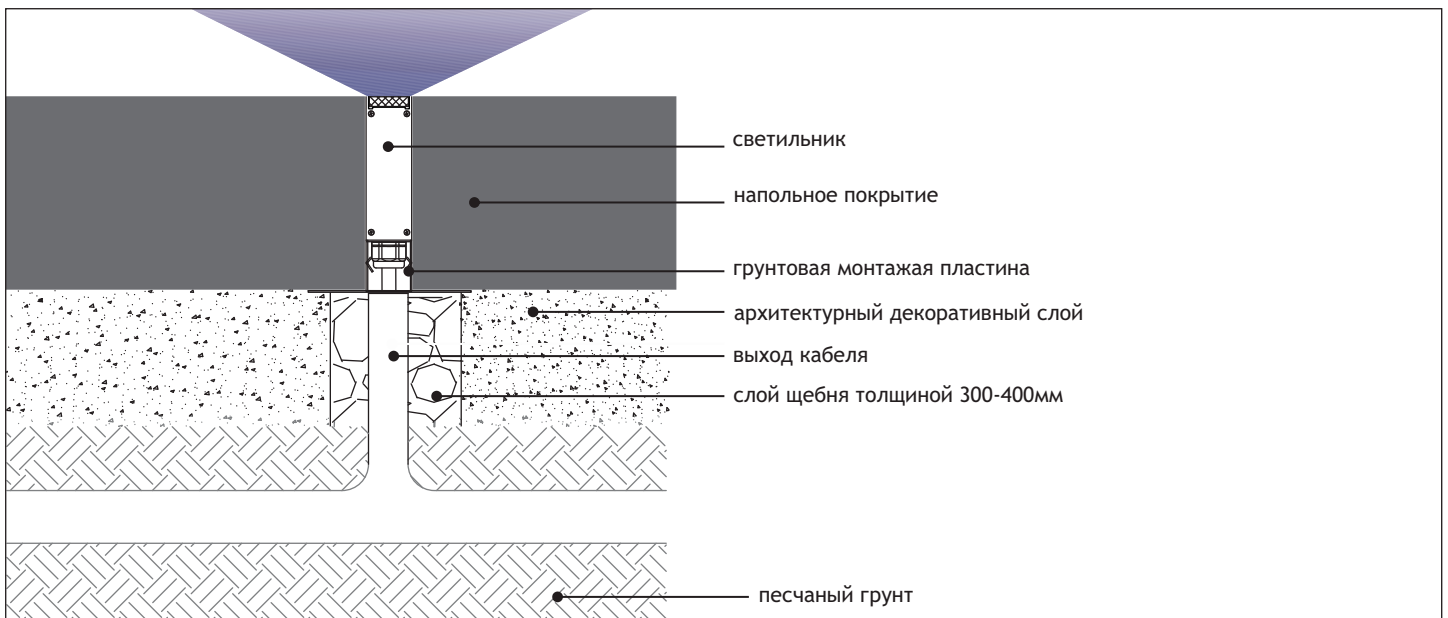 светильник
напольное покрытие
грунтовая монтажая пластина
архитектурный декоративный слой
выход кабеля
слой щебня толщиной 300-400мм
песчаный грунт